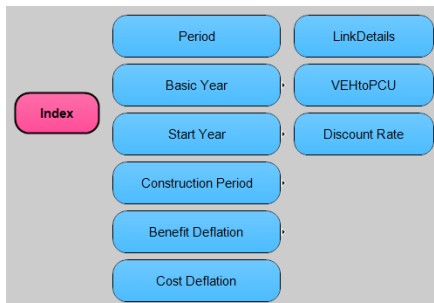 Index
Period
Basic Year
Start Year
Construction Period
Benefit Deflation
Cost Deflation
LinkDetails
VEHtoPCU
Discount Rate